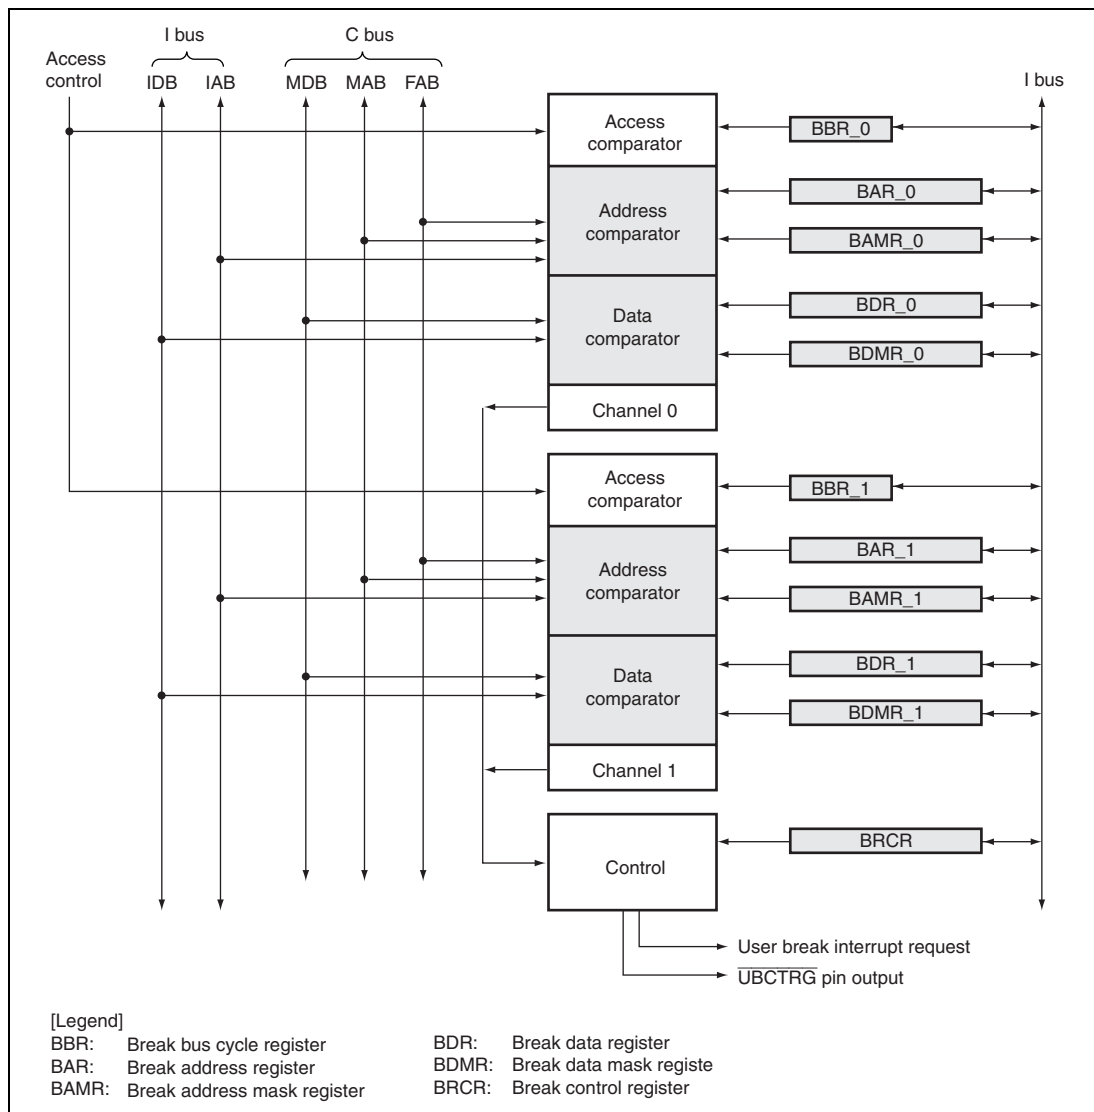 I bus
C bus
Access
control
IDB
IAB
MDB
MAB
FAB
I bus
Access
comparator
BBR_0
BAR_0
Address
comparator
BAMR_0
BDR_0
Data
comparator
BDMR_0
Channel 0
Access
comparator
BBR_1
BAR_1
Address
comparator
BAMR_1
BDR_1
Data
comparator
BDMR_1
Channel 1
Control
BRCR
User break interrupt request
UBCTRG pin output
[Legend]
BBR: Break bus cycle register
BAR: Break address register
BAMR: Break address mask register
BDR: Break data register
BDMR: Break data mask registe
BRCR: Break control register